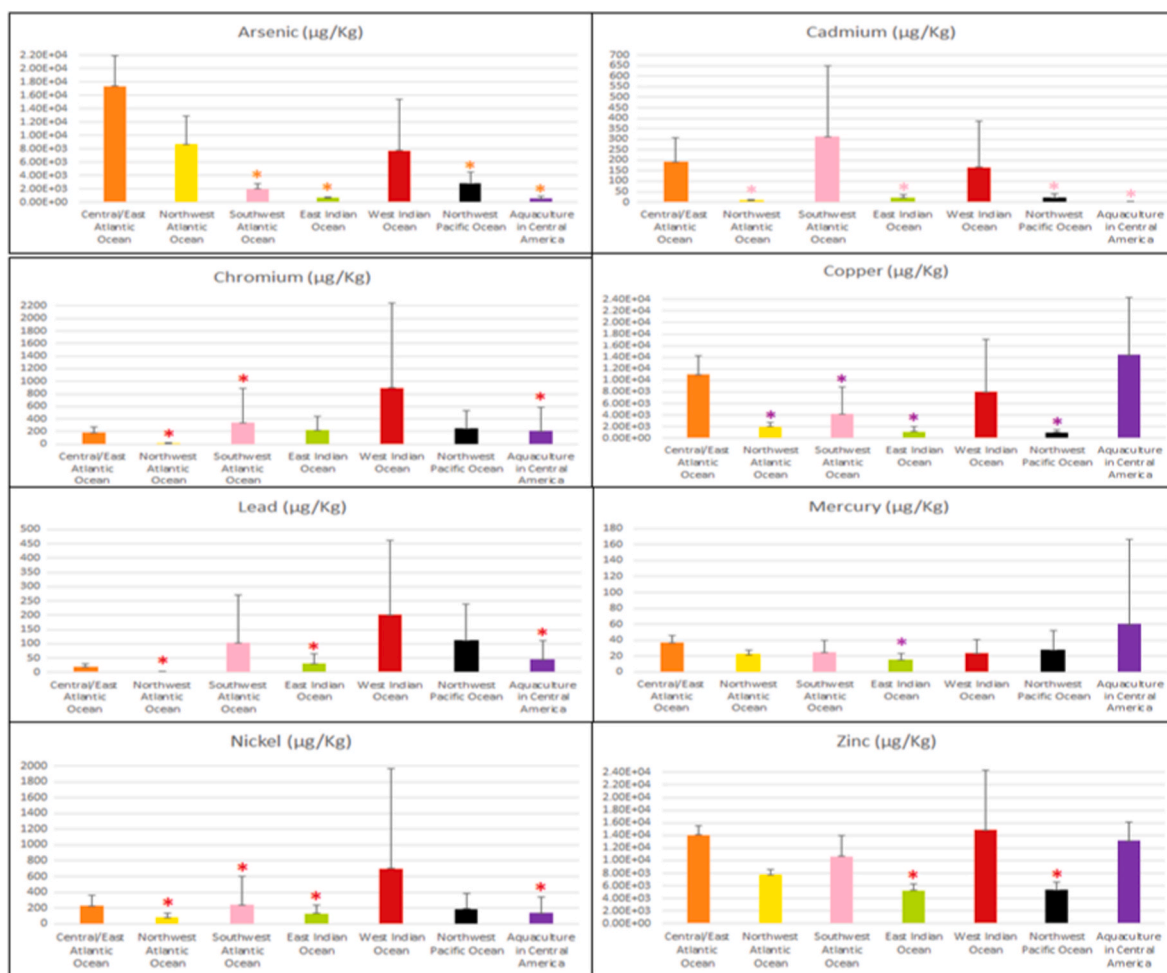 Arsenic (µg/Kg)
2.20E+04
2.00E+04
1.80E+04
1.60E+04
1.40E+04
1.20E+04
1.00E+04
8.00E+03
6.00E+03
4.00E+03
2.00E+03
0.00E+00
*
*
*
*
Central/East Northwest Southwest East Indian West Indian Northwest Aquaculture
Atlantic Atlantic Atlantic Ocean Ocean Pacific Ocean in Central
Ocean Ocean Ocean America
Cadmium (µg/Kg)
700
650
600
550
500
450
400
350
300
250
200
150
100
50
0
*
*
*
*
Central/East Northwest Southwest East Indian West Indian Northwest Aquaculture
Atlantic Atlantic Atlantic Ocean Ocean Pacific Ocean in Central
Ocean Ocean Ocean America
Chromium (µg/Kg)
2200
2000
1800
1600
1400
1200
1000
800
600
400
200
0
*
*
*
Central/East Northwest Southwest East Indian West Indian Northwest Aquaculture
Atlantic Atlantic Atlantic Ocean Ocean Pacific Ocean in Central
Ocean Ocean Ocean America
Copper (µg/Kg)
2.40E+04
2.20E+04
2.00E+04
1.80E+04
1.60E+04
1.40E+04
1.20E+04
1.00E+04
8.00E+03
6.00E+03
4.00E+03
2.00E+03
0.00E+00
*
*
*
*
Central/East Northwest Southwest East Indian West Indian Northwest Aquaculture
Atlantic Atlantic Atlantic Ocean Ocean Pacific Ocean in Central
Ocean Ocean Ocean America
Lead (µg/Kg)
500
450
400
350
300
250
200
150
100
50
0
*
*
*
Central/East Northwest Southwest East Indian West Indian Northwest Aquaculture
Atlantic Atlantic Atlantic Ocean Ocean Pacific Ocean in Central
Ocean Ocean Ocean America
Mercury (µg/Kg)
180
160
140
120
100
80
60
40
20
0
*
Central/East Northwest Southwest East Indian West Indian Northwest Aquaculture
Atlantic Atlantic Atlantic Ocean Ocean Pacific Ocean in Central
Ocean Ocean Ocean America
Nickel (µg/Kg)
2000
1800
1600
1400
1200
1000
800
600
400
200
0
*
*
*
*
Central/East Northwest Southwest East Indian West Indian Northwest Aquaculture
Atlantic Atlantic Atlantic Ocean Ocean Pacific Ocean in Central
Ocean Ocean Ocean America
Zinc (µg/Kg)
2.40E+04
2.20E+04
2.00E+04
1.80E+04
1.60E+04
1.40E+04
1.20E+04
1.00E+04
8.00E+03
6.00E+03
4.00E+03
2.00E+03
0.00E+00
*
*
Central/East Northwest Southwest East Indian West Indian Northwest Aquaculture
Atlantic Atlantic Atlantic Ocean Ocean Pacific Ocean in Central
Ocean Ocean Ocean America